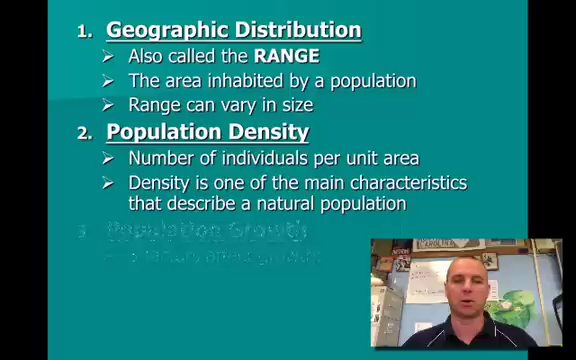 1. Geographic Distribution
➢ Also called the RANGE
➢ The area inhabited by a population
➢ Range can vary in size
2. Population Density
➢ Number of individuals per unit area
➢ Density is one of the main characteristics
that describe a natural population
3. Population Growth
CAROLINA